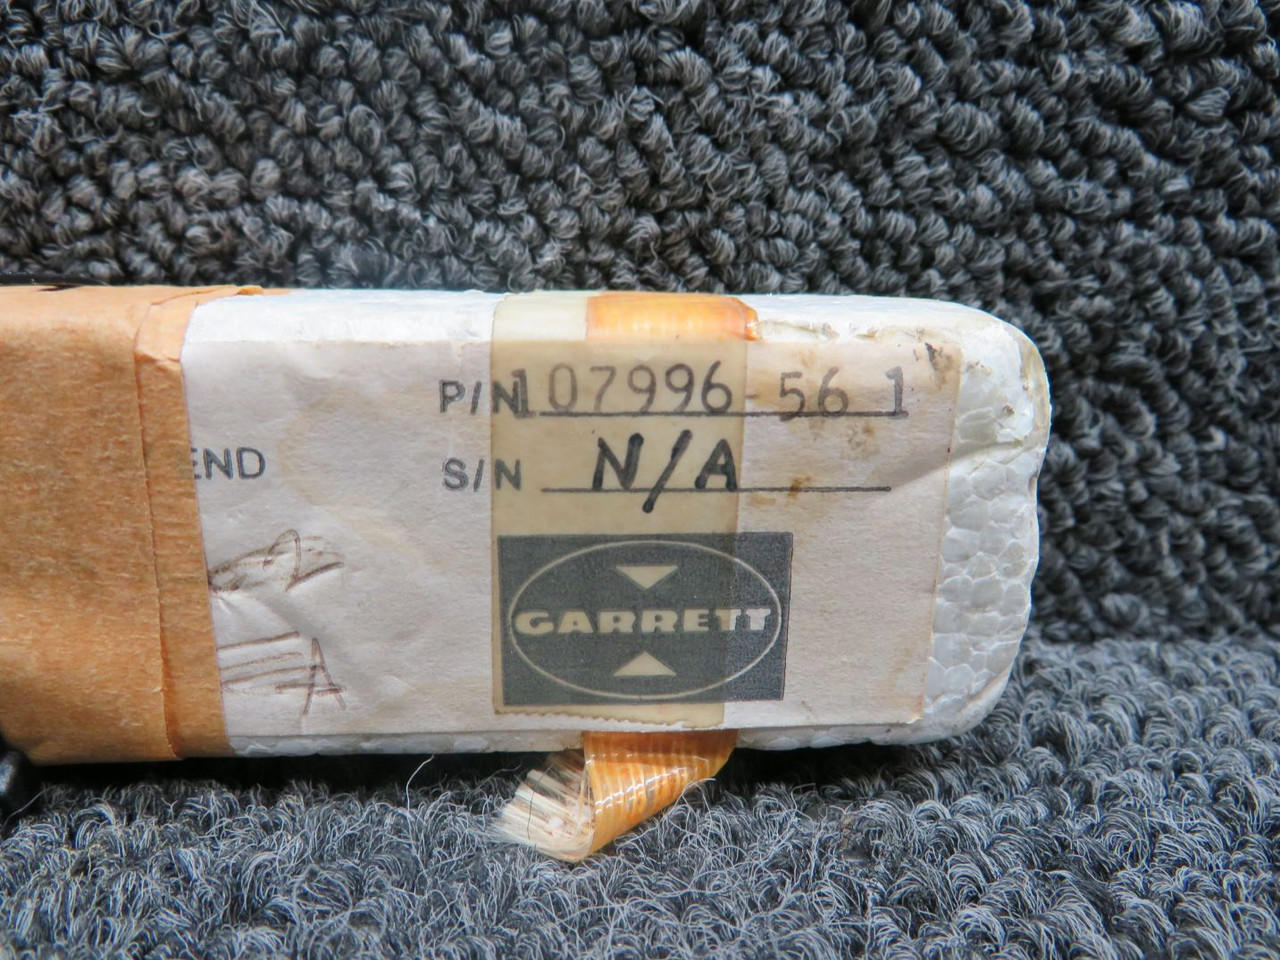 P/N 107996-56 1
END
S/N N/A
GARRETT